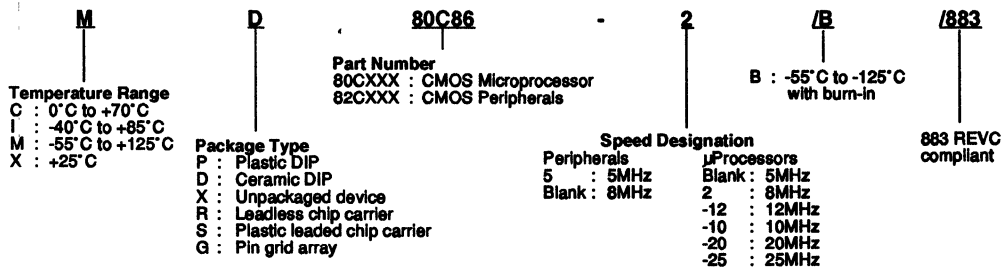 M D 80C86 - 2 /B /883
Temperature Range
C : 0°C to +70°C
I : -40°C to +85°C
M : -55°C to +125°C
X : +25°C
Package Type
P : Plastic DIP
D : Ceramic DIP
X : Unpackaged device
R : Leadless chip carrier
S : Plastic leaded chip carrier
G : Pin grid array
Part Number
80CXXX : CMOS Microprocessor
82CXXX : CMOS Peripherals
Speed Designation
Peripherals
5 : 5MHz
Blank : 8MHz
µProcessors
Blank : 5MHz
2 : 8MHz
-12 : 12MHz
-10 : 10MHz
-20 : 20MHz
-25 : 25MHz
B : -55°C to -125°C
with burn-in
883 REVC
compliant